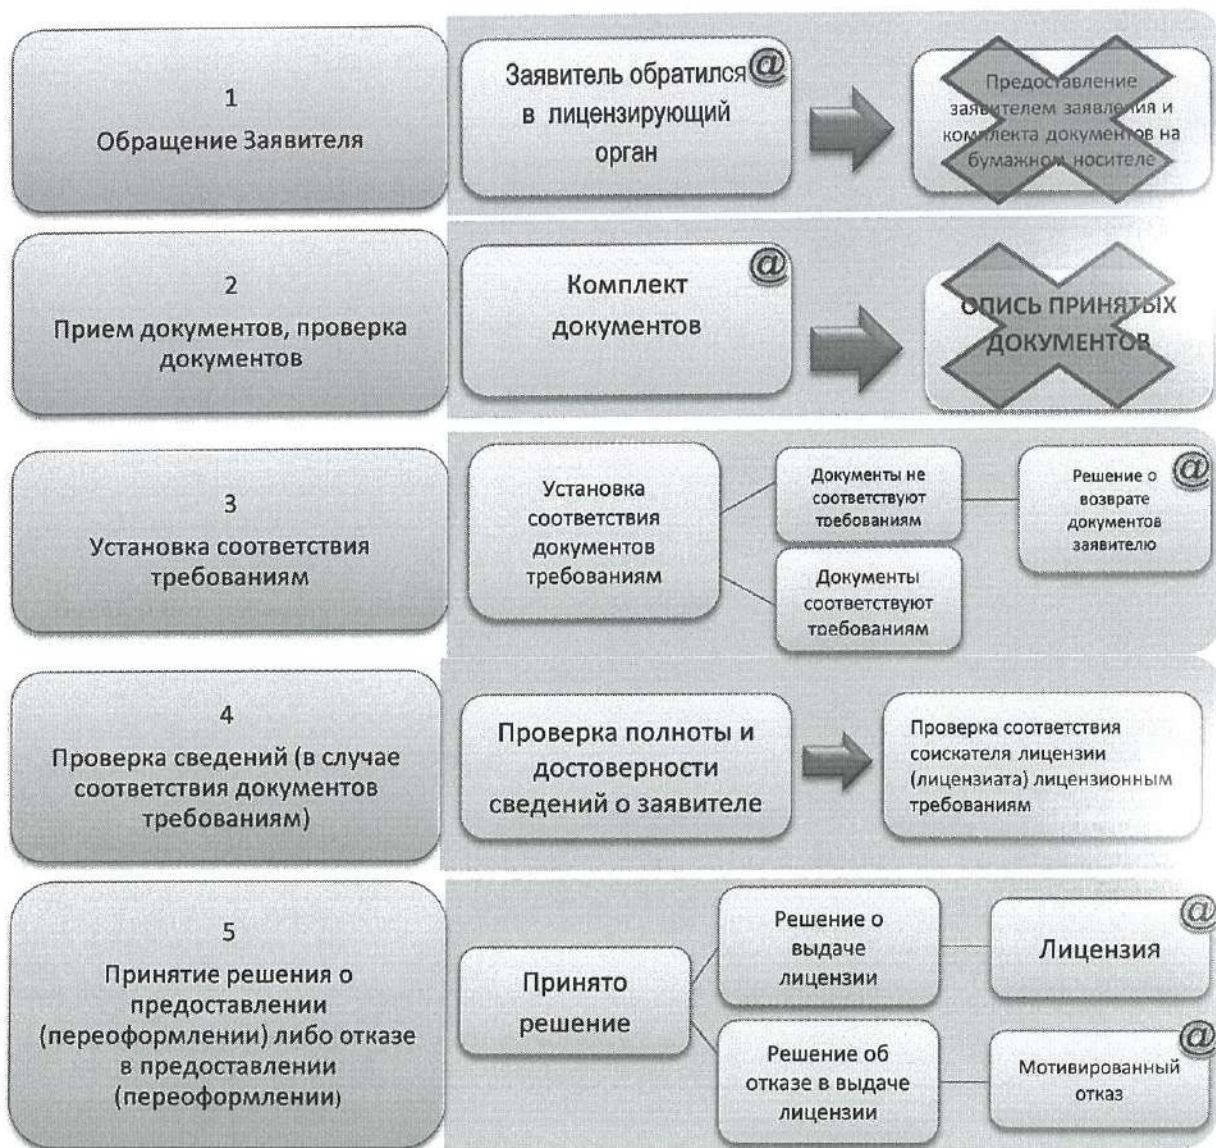 1
Обращение Заявителя
Заявитель обратился
в лицензирующий
орган
@
Предоставление
заявителем заявления и
комплекта документов на
бумажном носителе
2
Прием документов, проверка
документов
Комплект
документов
@
ОПИСЬ ПРИНЯТЫХ
ДОКУМЕНТОВ
3
Установка соответствия
требованиям
Установка
соответствия
документов
требованиям
Документы не
соответствуют
требованиям
Решение о
возврате
документов
заявителю
@
Документы
соответствуют
требованиям
4
Проверка сведений (в случае
соответствия документов
требованиям)
Проверка полноты и
достоверности
сведений о заявителе
Проверка соответствия
соискателя лицензии
(лицензиата) лицензионным
требованиям
5
Принятие решения о
предоставлении
(переоформлении) либо отказе
в предоставлении
(переоформлении)
Принято
решение
Решение о
выдаче
лицензии
Лицензия
@
Решение об
отказе в выдаче
лицензии
Мотивированный
отказ
@